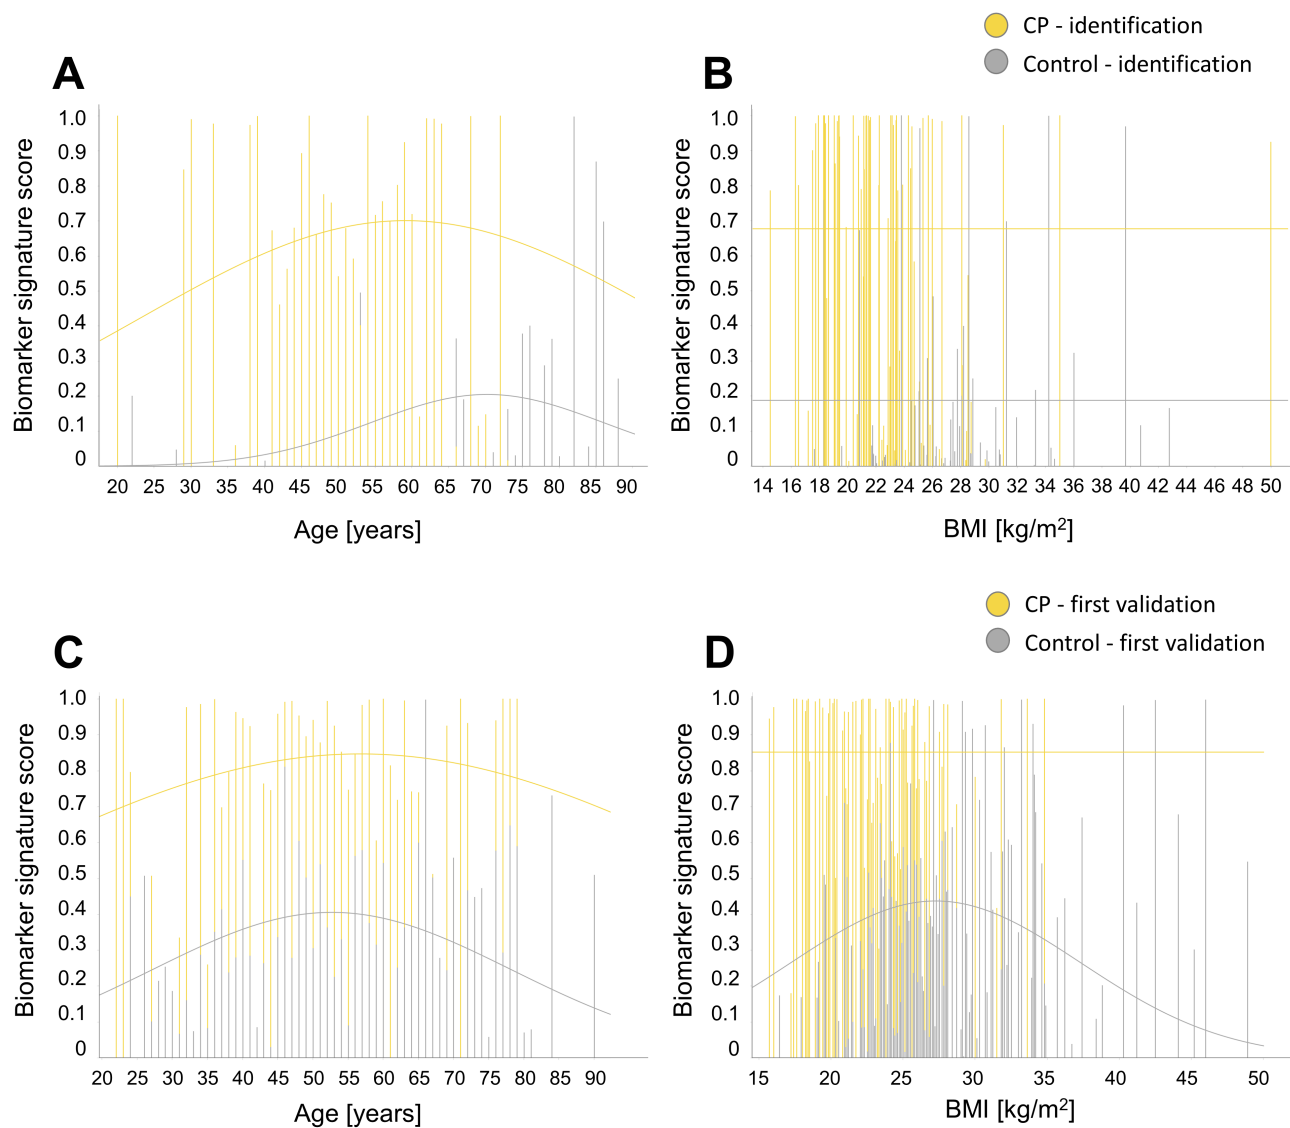 CP - identification
Control - identification
A
B
Biomarker signature score
1.0
0.9
0.8
0.7
0.6
0.5
0.4
0.3
0.2
0.1
0
20 25 30 35 40 45 50 55 60 65 70 75 80 85 90
Age [years]
Biomarker signature score
1.0
0.9
0.8
0.7
0.6
0.5
0.4
0.3
0.2
0.1
0
14 16 18 20 22 24 26 28 30 32 34 36 38 40 42 44 46 48 50
BMI [kg/m²]
CP - first validation
Control - first validation
C
D
Biomarker signature score
1.0
0.9
0.8
0.7
0.6
0.5
0.4
0.3
0.2
0.1
0
20 25 30 35 40 45 50 55 60 65 70 75 80 85 90
Age [years]
Biomarker signature score
1.0
0.9
0.8
0.7
0.6
0.5
0.4
0.3
0.2
0.1
0
15 20 25 30 35 40 45 50
BMI [kg/m²]